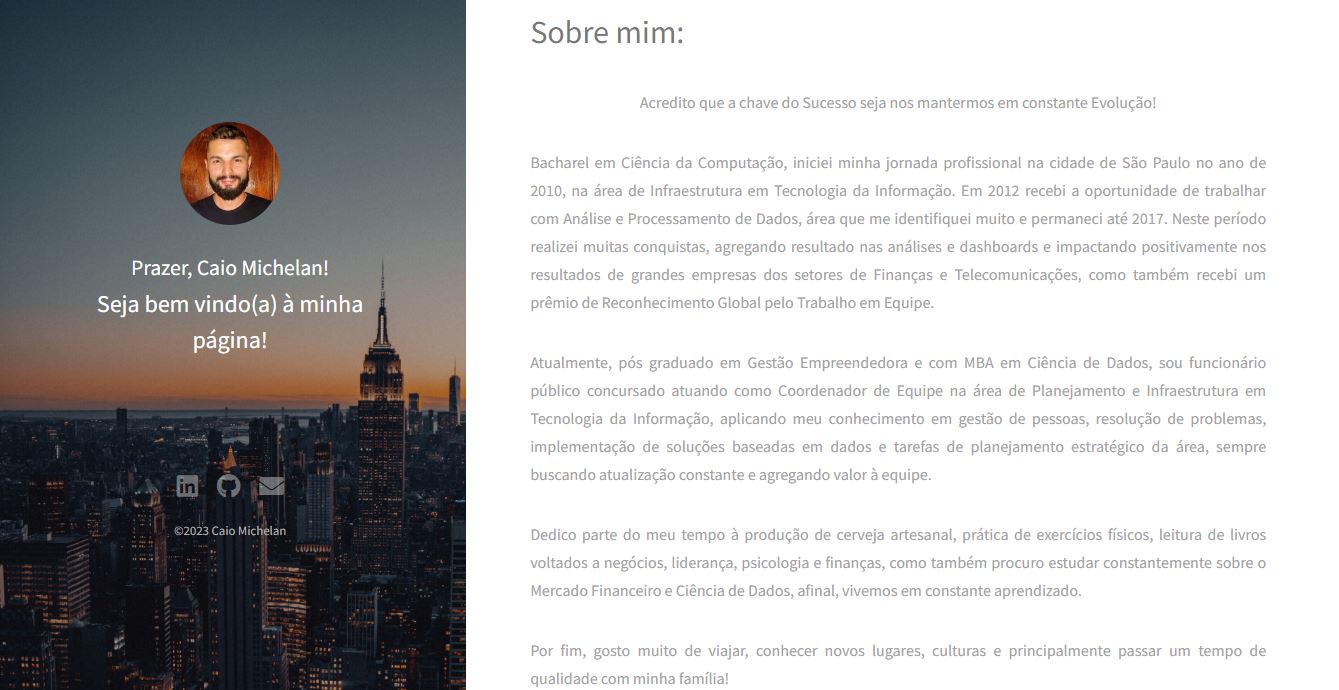 Prazer, Caio Michelan!
Seja bem vindo(a) à minha
página!
©2023 Caio Michelan
Sobre mim:
Acredito que a chave do Sucesso seja nos mantermos em constante Evolução!
Bacharel em Ciência da Computação, iniciei minha jornada profissional na cidade de São Paulo no ano de
2010, na área de Infraestrutura em Tecnologia da Informação. Em 2012 recebi a oportunidade de trabalhar
com Análise e Processamento de Dados, área que me identifiquei muito e permaneci até 2017. Neste período
realizei muitas conquistas, agregando resultado nas análises e dashboards e impactando positivamente nos
resultados de grandes empresas dos setores de Finanças e Telecomunicações, como também recebi um
prêmio de Reconhecimento Global pelo Trabalho em Equipe.
Atualmente, pós graduado em Gestão Empreendedora e com MBA em Ciência de Dados, sou funcionário
público concursado atuando como Coordenador de Equipe na área de Planejamento e Infraestrutura em
Tecnologia da Informação, aplicando meu conhecimento em gestão de pessoas, resolução de problemas,
implementação de soluções baseadas em dados e tarefas de planejamento estratégico da área, sempre
buscando atualização constante e agregando valor à equipe.
Dedico parte do meu tempo à produção de cerveja artesanal, prática de exercícios físicos, leitura de livros
voltados a negócios, liderança, psicologia e finanças, como também procuro estudar constantemente sobre o
Mercado Financeiro e Ciência de Dados, afinal, vivemos em constante aprendizado.
Por fim, gosto muito de viajar, conhecer novos lugares, culturas e principalmente passar um tempo de
qualidade com minha família!